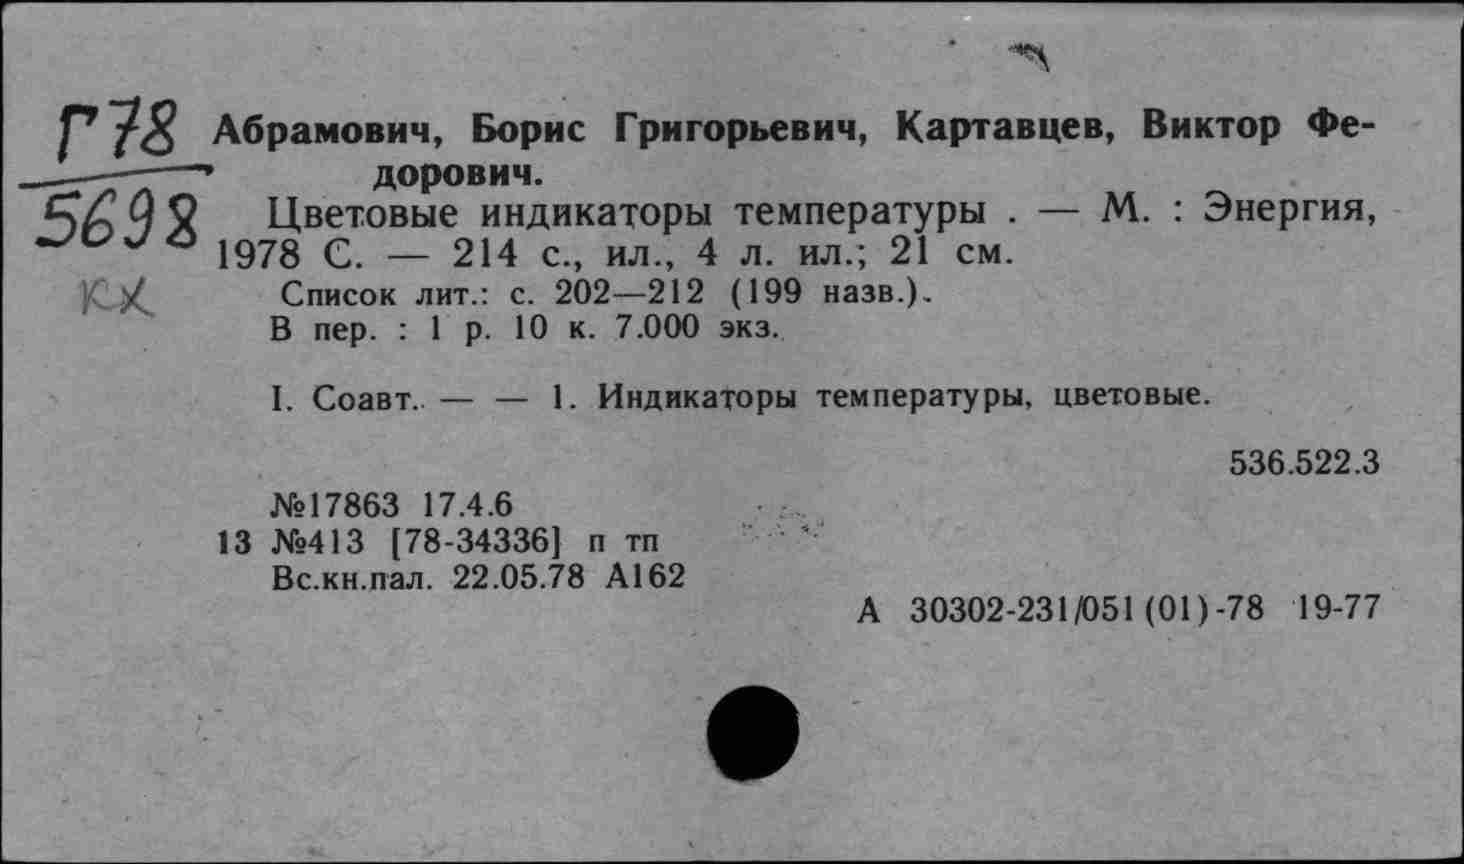 Г78
5698
кх
Абрамович, Борис Григорьевич, Картавцев, Виктор Фе-
дорович.
Цветовые индикаторы температуры . — М. : Энергия,
1978 С. — 214 с., ил., 4 л. ил.; 21 см.
Список лит.: с. 202—212 (199 назв.).
В пер. : 1 р. 10 к. 7.000 экз.
I. Соавт. — — 1. Индикаторы температуры, цветовые.
536.522.3
№17863 17.4.6
13 №413 [78-34336] п тп
Вс.кн.пал. 22.05.78 А162
А 30302-231/051(01)-78 19-77